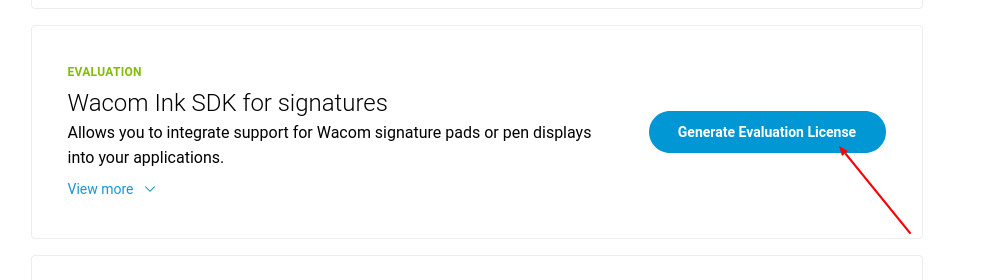 EVALUATION
Wacom Ink SDK for signatures
Allows you to integrate support for Wacom signature pads or pen displays
into your applications.
View more
Generate Evaluation License